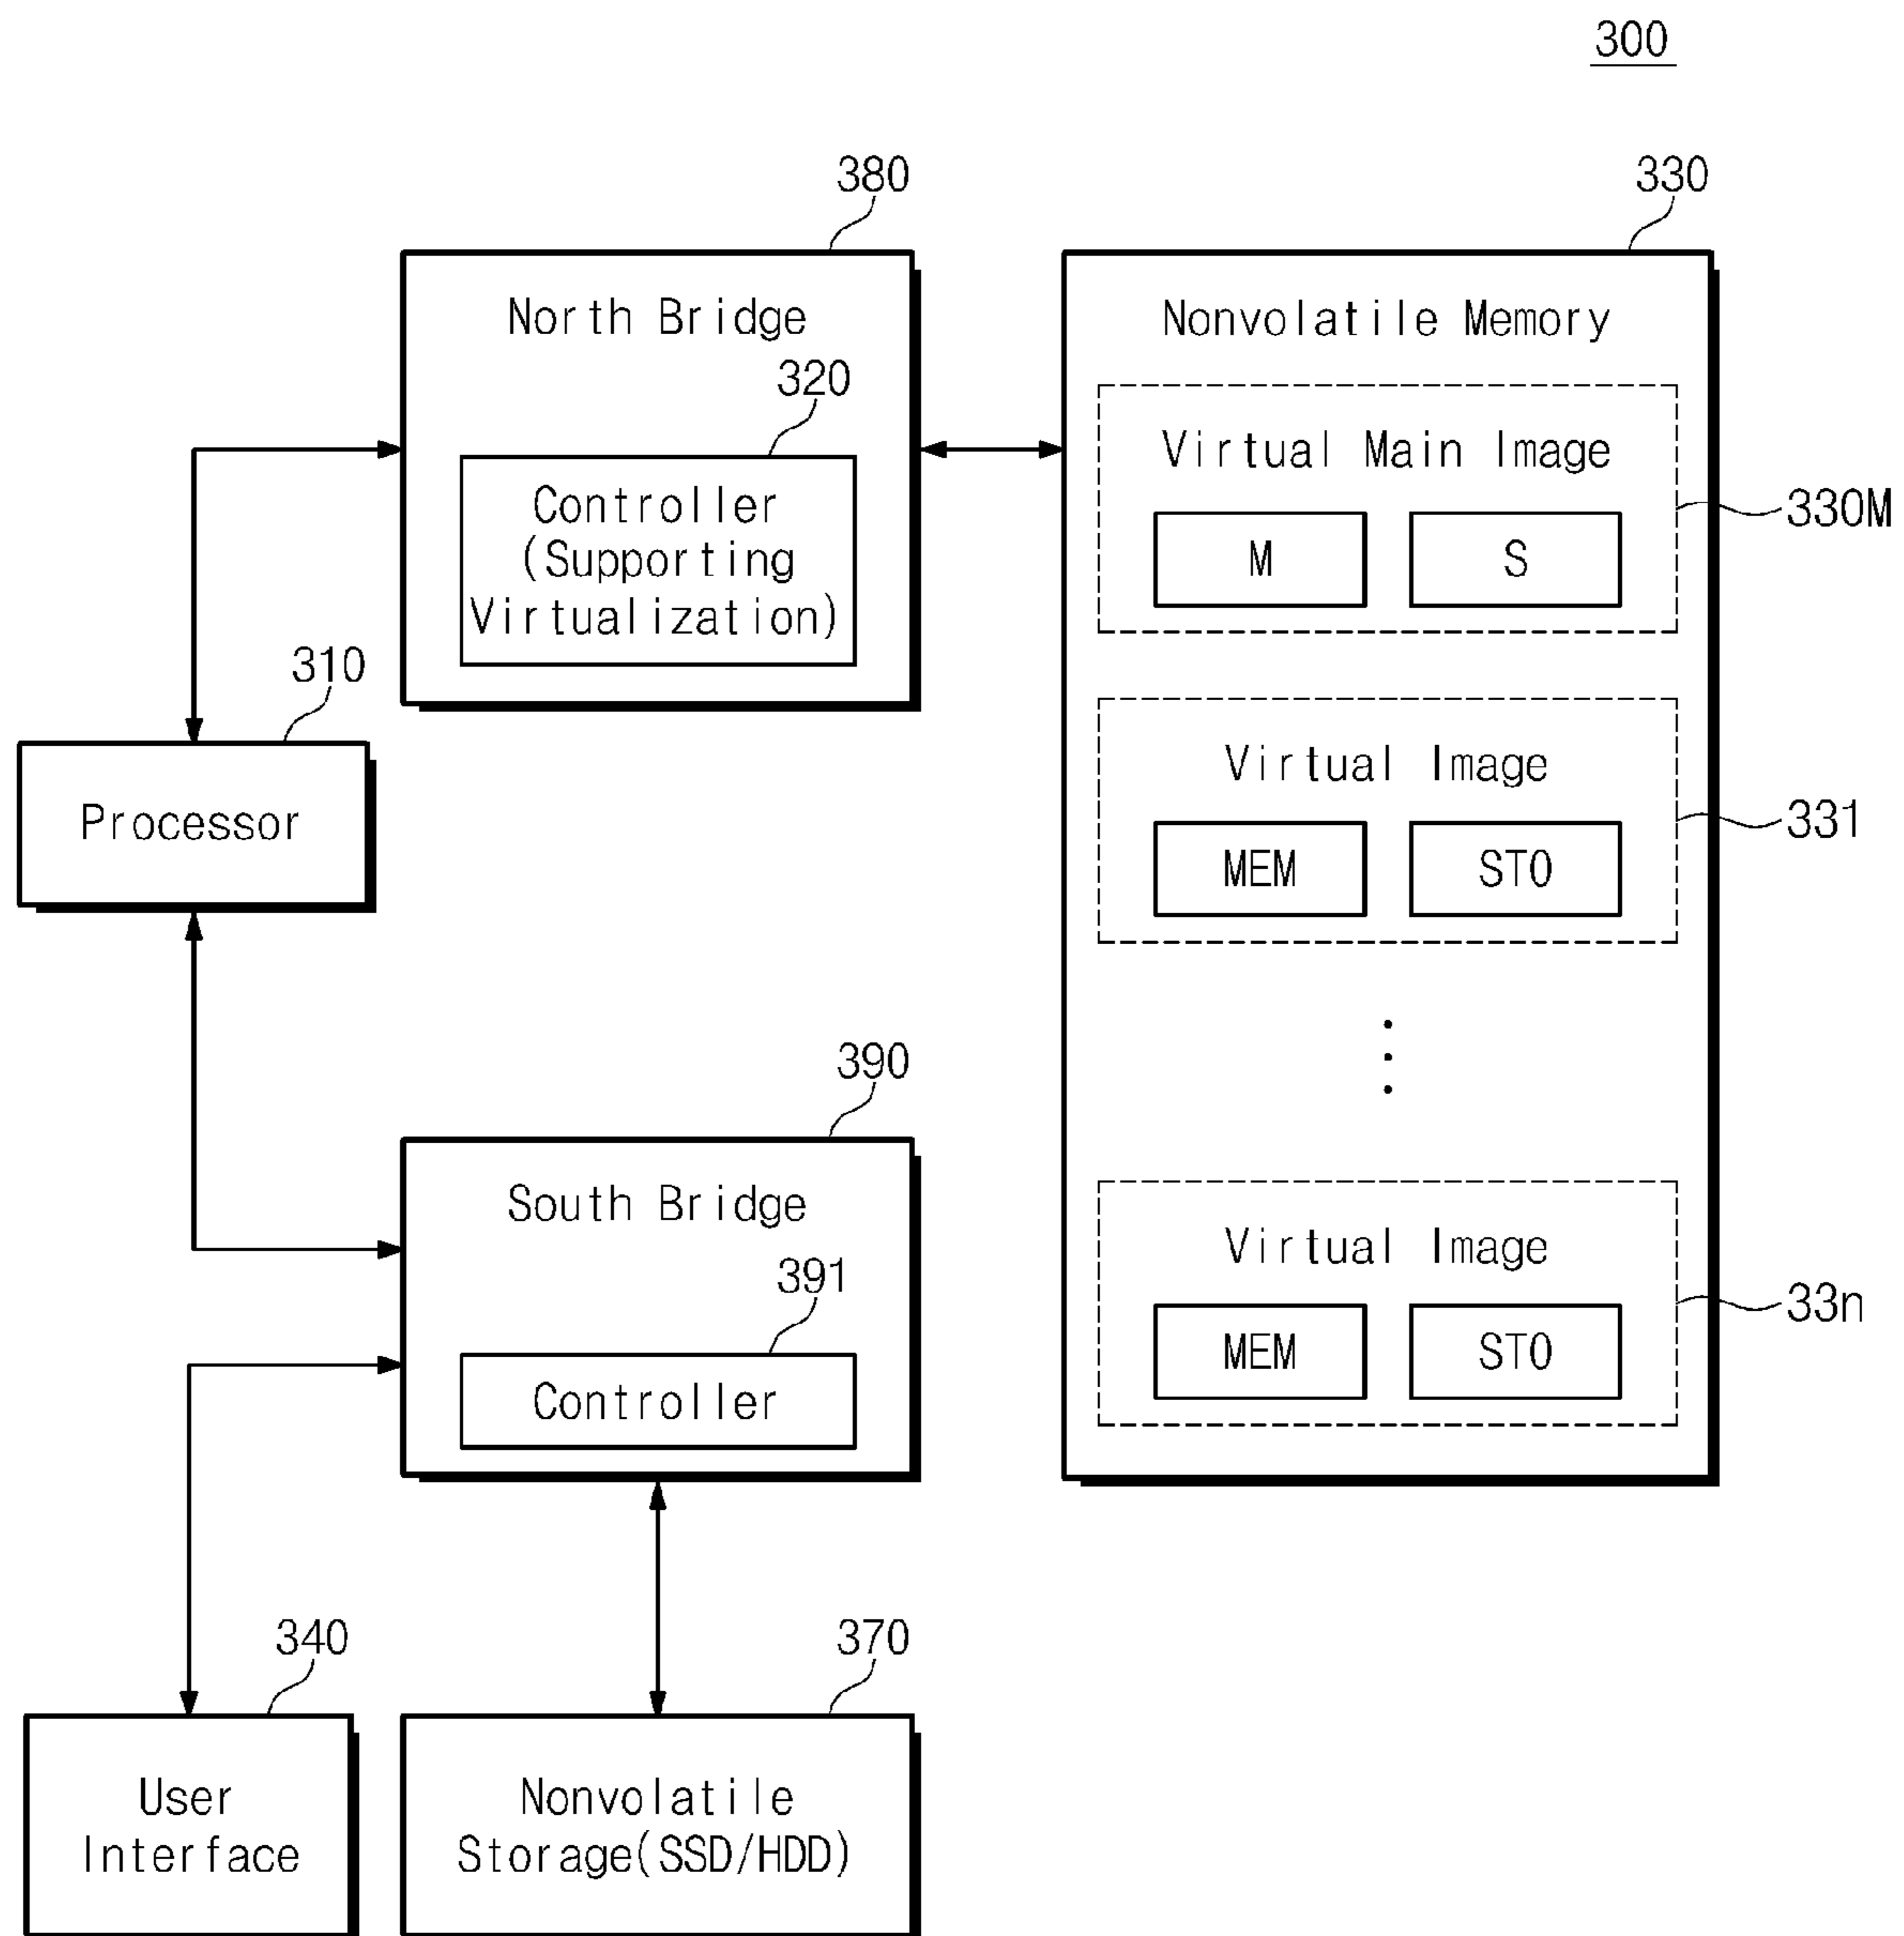 300
380
North Bridge
320
Controller
(Supporting
Virtualization)
330
Nonvolatile Memory
Virtual Main Image
M S
330M
Virtual Image
MEM STO
331
Virtual Image
MEM STO
33n
310
Processor
390
South Bridge
391
Controller
340
User
Interface
370
Nonvolatile
Storage(SSD/HDD)